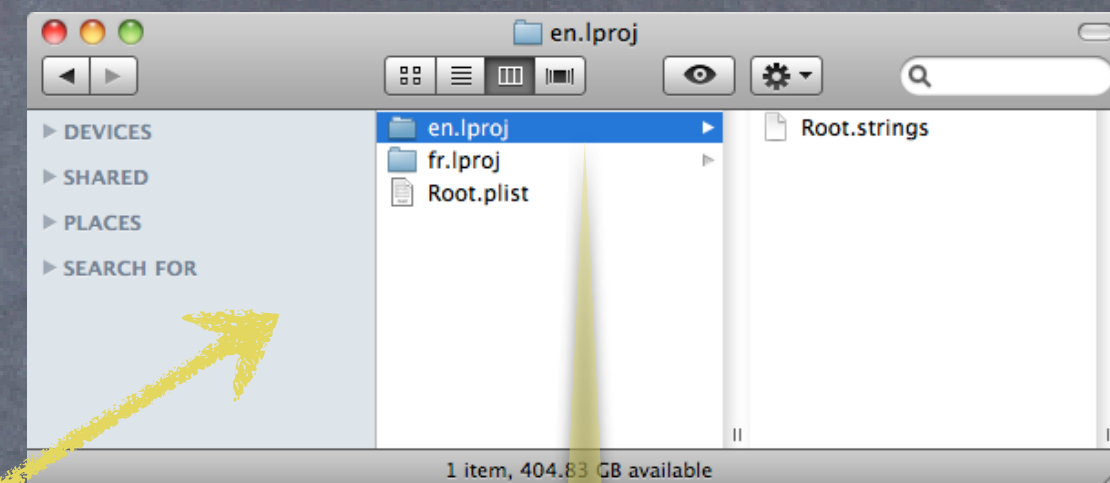 en.lproj
DEVICES
SHARED
PLACES
SEARCH FOR
en.lproj
fr.lproj
Root.plist
Root.strings
1 item, 404.83 GB available